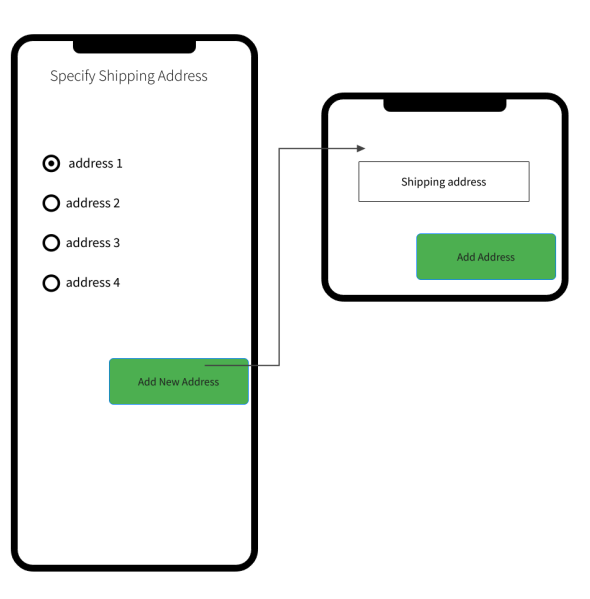 Specify Shipping Address
address 1
address 2
address 3
address 4
Add New Address
Shipping address
Add Address